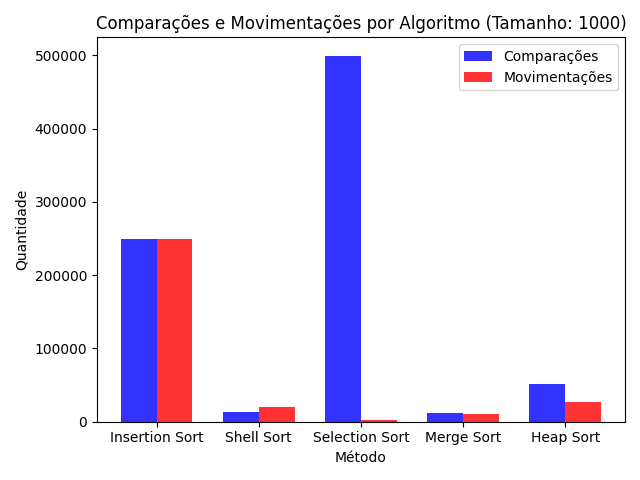 Comparações e Movimentações por Algoritmo (Tamanho: 1000)
Comparações
Movimentações
Quantidade
500000
400000
300000
200000
100000
0
Insertion Sort
Shell Sort
Selection Sort
Merge Sort
Heap Sort
Método